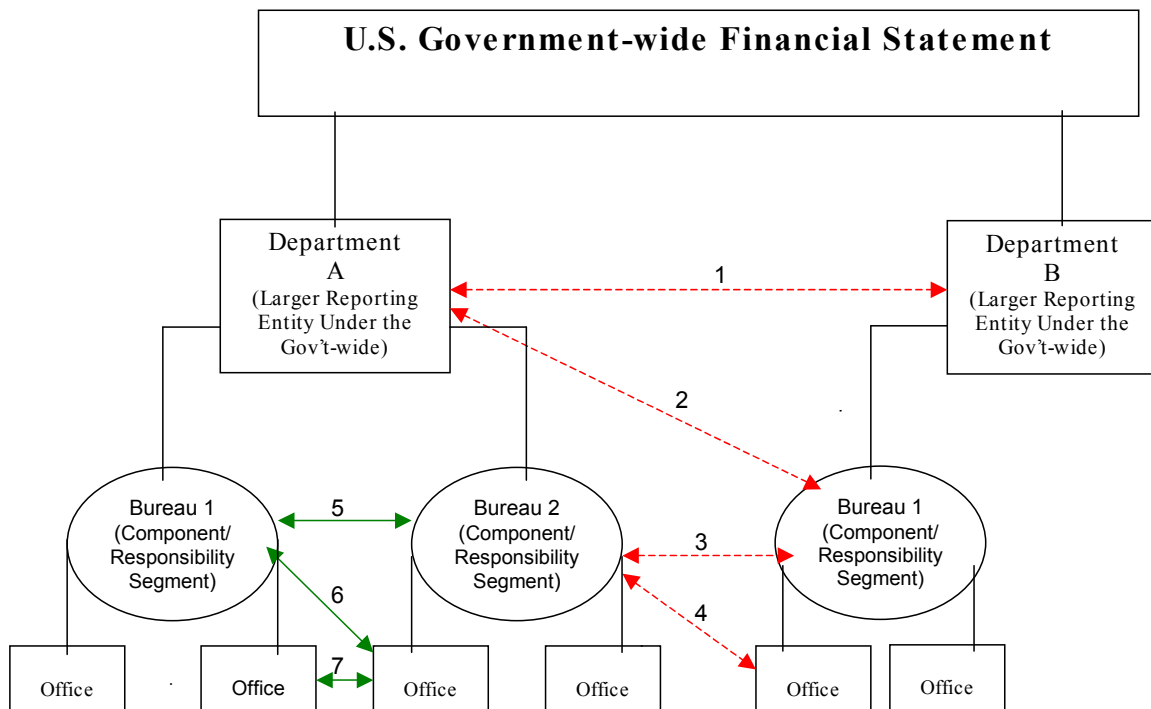 U.S. Government-wide Financial Statement
Department
A
(Larger Reporting
Entity Under the
Gov't-wide)
Department
B
(Larger Reporting
Entity Under the
Gov't-wide)
1
2
Bureau 1
(Component/
Responsibility
Segment)
5
Bureau 2
(Component/
Responsibility
Segment)
3
Bureau 1
(Component/
Responsibility
Segment)
6
4
7
Office
Office
Office
Office
Office
Office